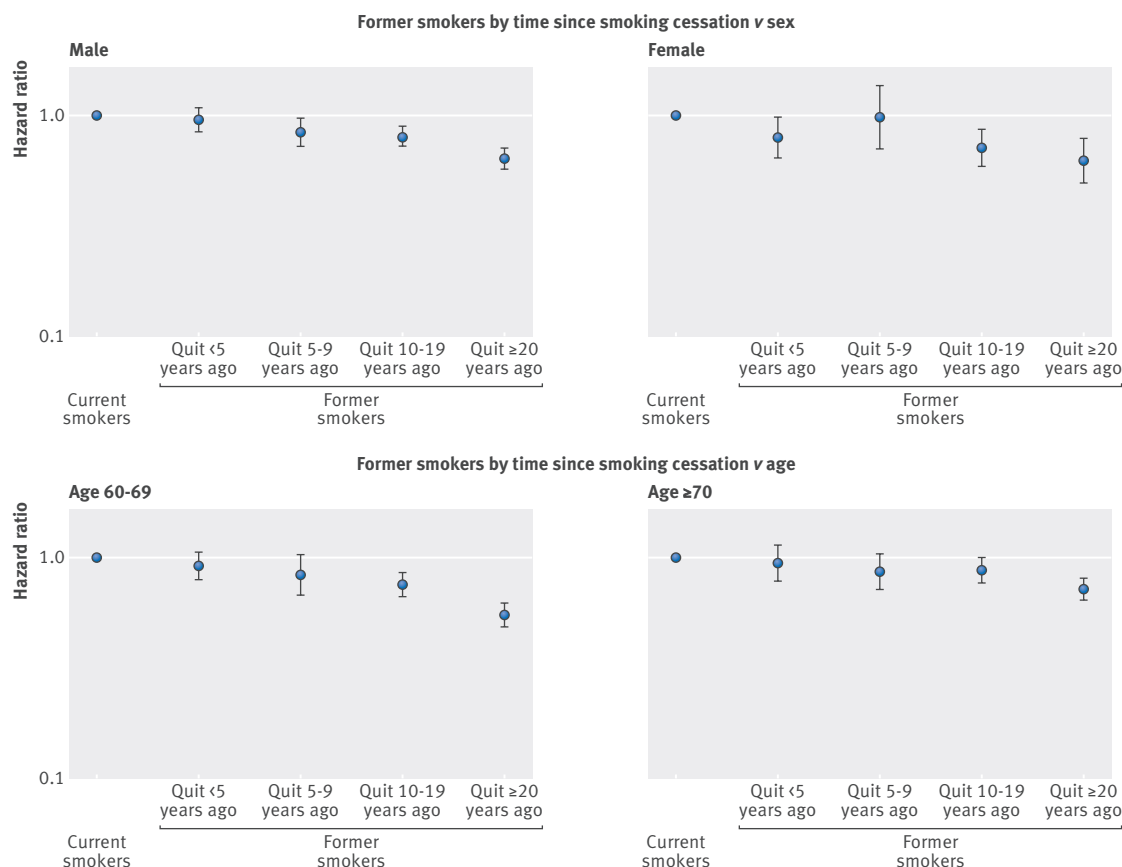 Former smokers by time since smoking cessation v sex
Male
Female
Hazard ratio
1.0
0.1
Quit <5
years ago
Quit 5-9
years ago
Quit 10-19
years ago
Quit ≥20
years ago
Current
smokers
Former
smokers
Quit <5
years ago
Quit 5-9
years ago
Quit 10-19
years ago
Quit ≥20
years ago
Current
smokers
Former
smokers
Former smokers by time since smoking cessation v age
Age 60-69
Age ≥70
Hazard ratio
1.0
0.1
Quit <5
years ago
Quit 5-9
years ago
Quit 10-19
years ago
Quit ≥20
years ago
Current
smokers
Former
smokers
Quit <5
years ago
Quit 5-9
years ago
Quit 10-19
years ago
Quit ≥20
years ago
Current
smokers
Former
smokers